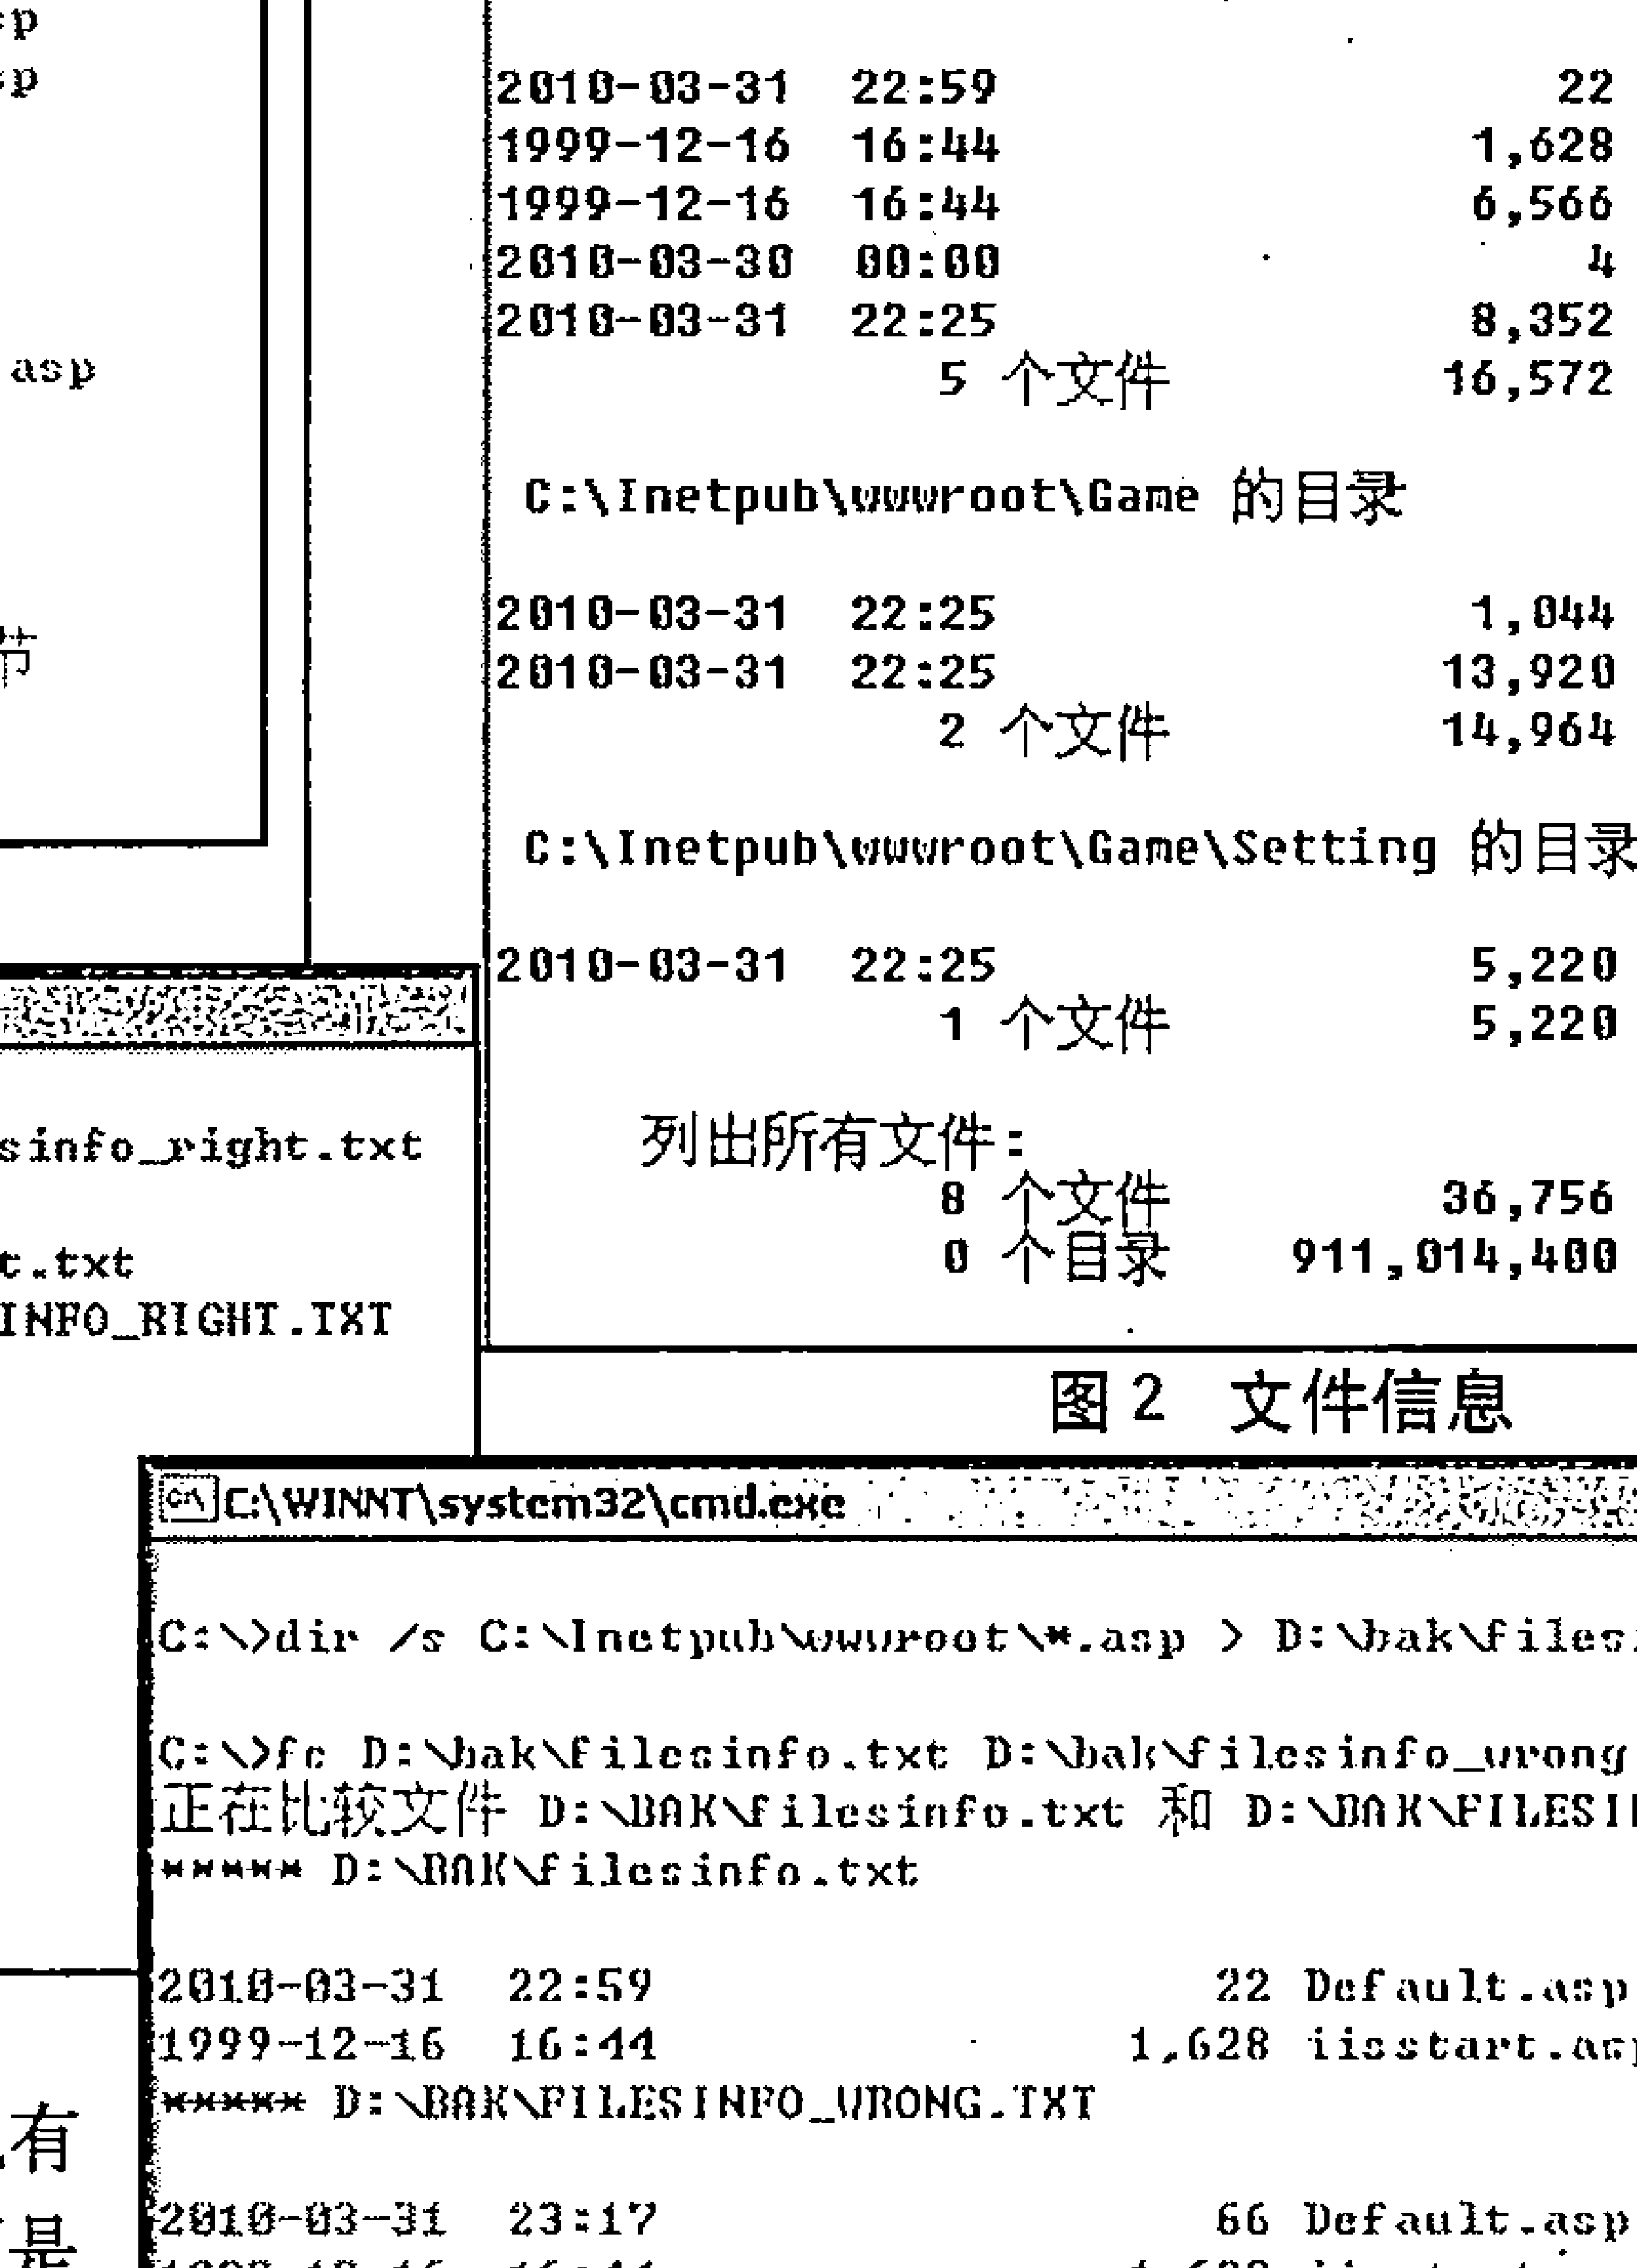 p
p
asp
节
2010-03-31 22:59 22
1999-12-16 16:44 1,628
1999-12-16 16:44 6,566
2010-03-30 00:00 4
2010-03-31 22:25 8,352
5 个文件 16,572
C:\Inetpub\wwwroot\Game 的目录
2010-03-31 22:25 1,044
2010-03-31 22:25 13,920
2 个文件 14,964
C:\Inetpub\wwwroot\Game\Setting 的目录
2010-03-31 22:25 5,220
1 个文件 5,220
列出所有文件:
8 个文件 36,756
0 个目录 911,014,400
图2 文件信息
sinfo_right.txt
t.txt
INFO_RIGHT.TXT
C:\WINNT\system32\cmd.exe
C:\>dir /s C:\Inetpub\wwwroot\*.asp > D:\bak\files
C:\>fc D:\bak\filesinfo.txt D:\bak\filesinfo_wrong
正在比较文件 D:\BAK\filesinfo.txt 和 D:\BAK\FILESI
***** D:\BAK\filesinfo.txt
2010-03-31 22:59 22 Default.asp
1999-12-16 16:44 1,628 iisstart.asp
***** D:\BAK\FILESINFO_WRONG.TXT
2010-03-31 23:17 66 Default.asp
有
是